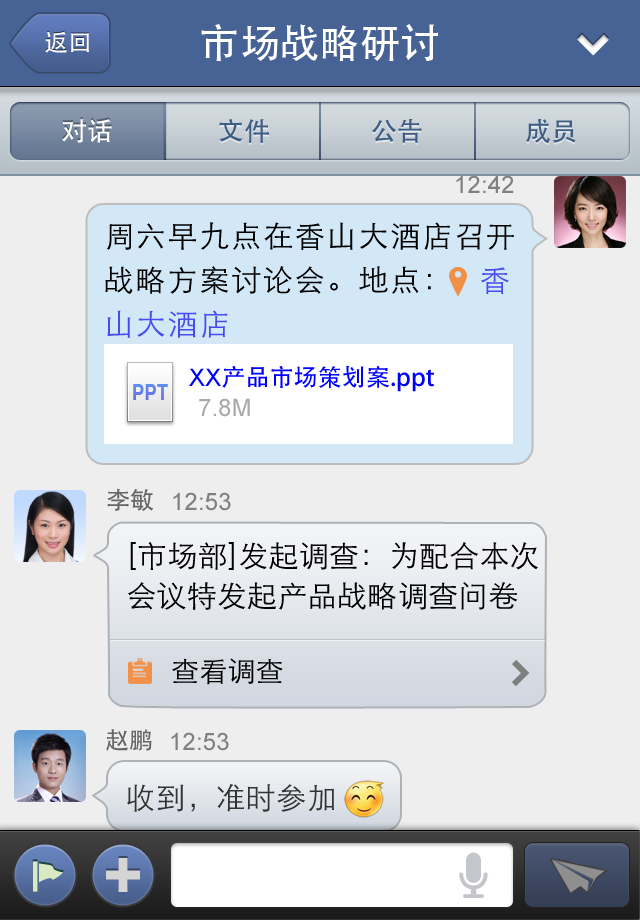 返回
市场战略研讨
对话
文件
公告
成员
12:42
周六早九点在香山大酒店召开
战略方案讨论会。地点：香
山大酒店
PPT
XX产品市场策划案.ppt
7.8M
李敏 12:53
[市场部]发起调查：为配合本次
会议特发起产品战略调查问卷
查看调查
赵鹏 12:53
收到，准时参加